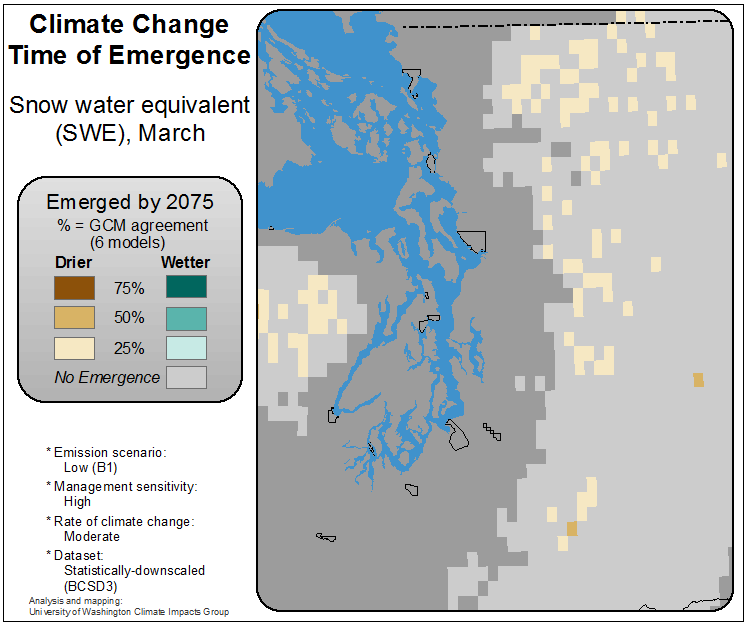 Climate Change
Time of Emergence
Snow water equivalent
(SWE), March
Emerged by 2075
% = GCM agreement
(6 models)
Drier Wetter
75%
50%
25%
No Emergence
* Emission scenario:
Low (B1)
* Management sensitivity:
High
* Rate of climate change:
Moderate
* Dataset:
Statistically-downscaled
(BCSD3)
Analysis and mapping:
University of Washington Climate Impacts Group